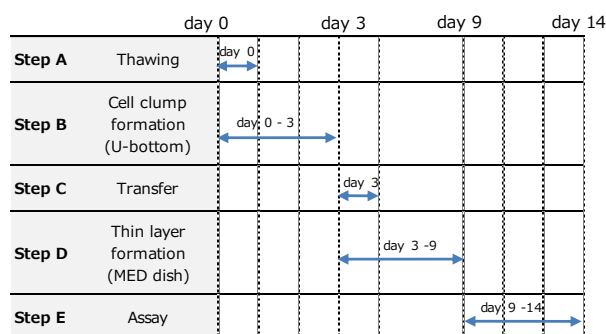 day 0 day 3 day 9 day 14
Step A Thawing day 0
Cell clump
Step B formation day 0 - 3
(U-bottom)
Step C Transfer day 3
Thin layer
Step D formation day 3 -9
(MED dish)
Step E Assay day 9 -14